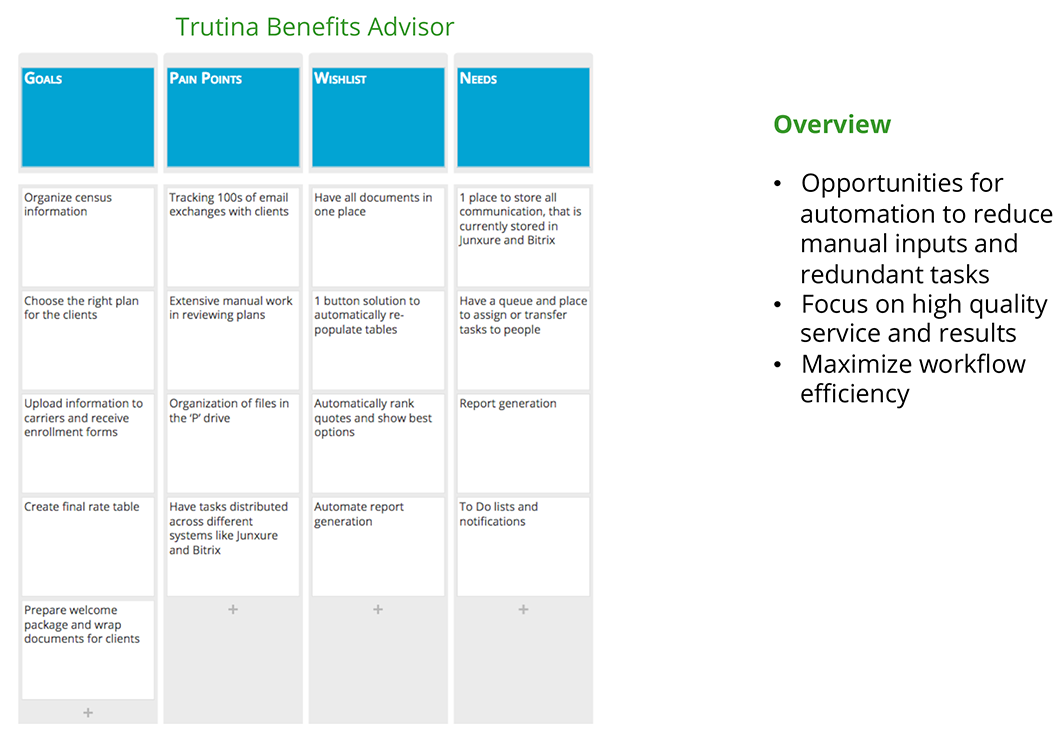 Trutina Benefits Advisor
GOALS
Organize census
information
Choose the right plan
for the clients
Upload information to
carriers and receive
enrollment forms
Create final rate table
Prepare welcome
package and wrap
documents for clients
+
PAIN POINTS
Tracking 100s of email
exchanges with clients
Extensive manual work
in reviewing plans
Organization of files in
the ‘P’ drive
Have tasks distributed
across different
systems like Junxure
and Bitrix
+
WISHLIST
Have all documents in
one place
1 button solution to
automatically re-
populate tables
Automatically rank
quotes and show best
options
Automate report
generation
+
NEEDS
1 place to store all
communication, that is
currently stored in
Junxure and Bitrix
Have a queue and place
to assign or transfer
tasks to people
Report generation
To Do lists and
notifications
+
Overview
• Opportunities for
automation to reduce
manual inputs and
redundant tasks
• Focus on high quality
service and results
• Maximize workflow
efficiency